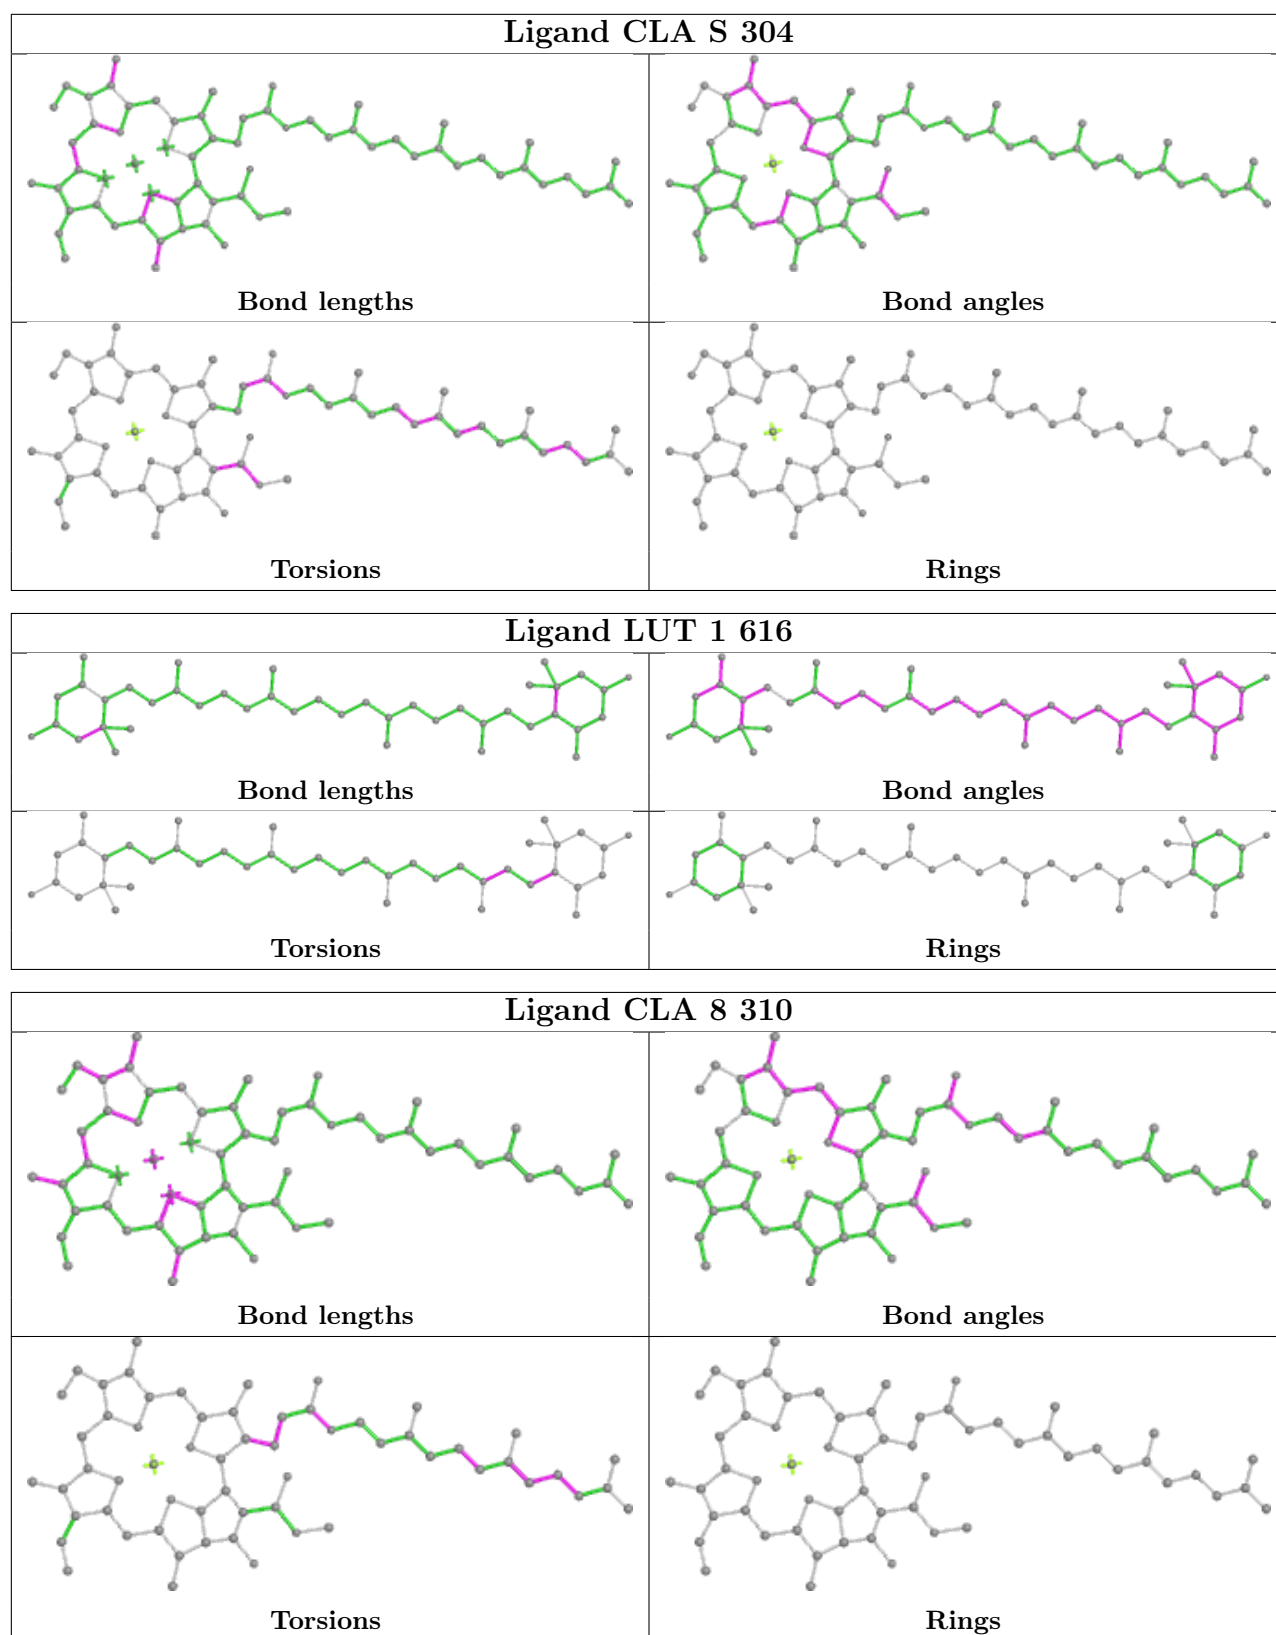 Ligand CLA S 304
Bond lengths
Bond angles
Torsions
Rings
Ligand LUT 1 616
Bond lengths
Bond angles
Torsions
Rings
Ligand CLA 8 310
Bond lengths
Bond angles
Torsions
Rings